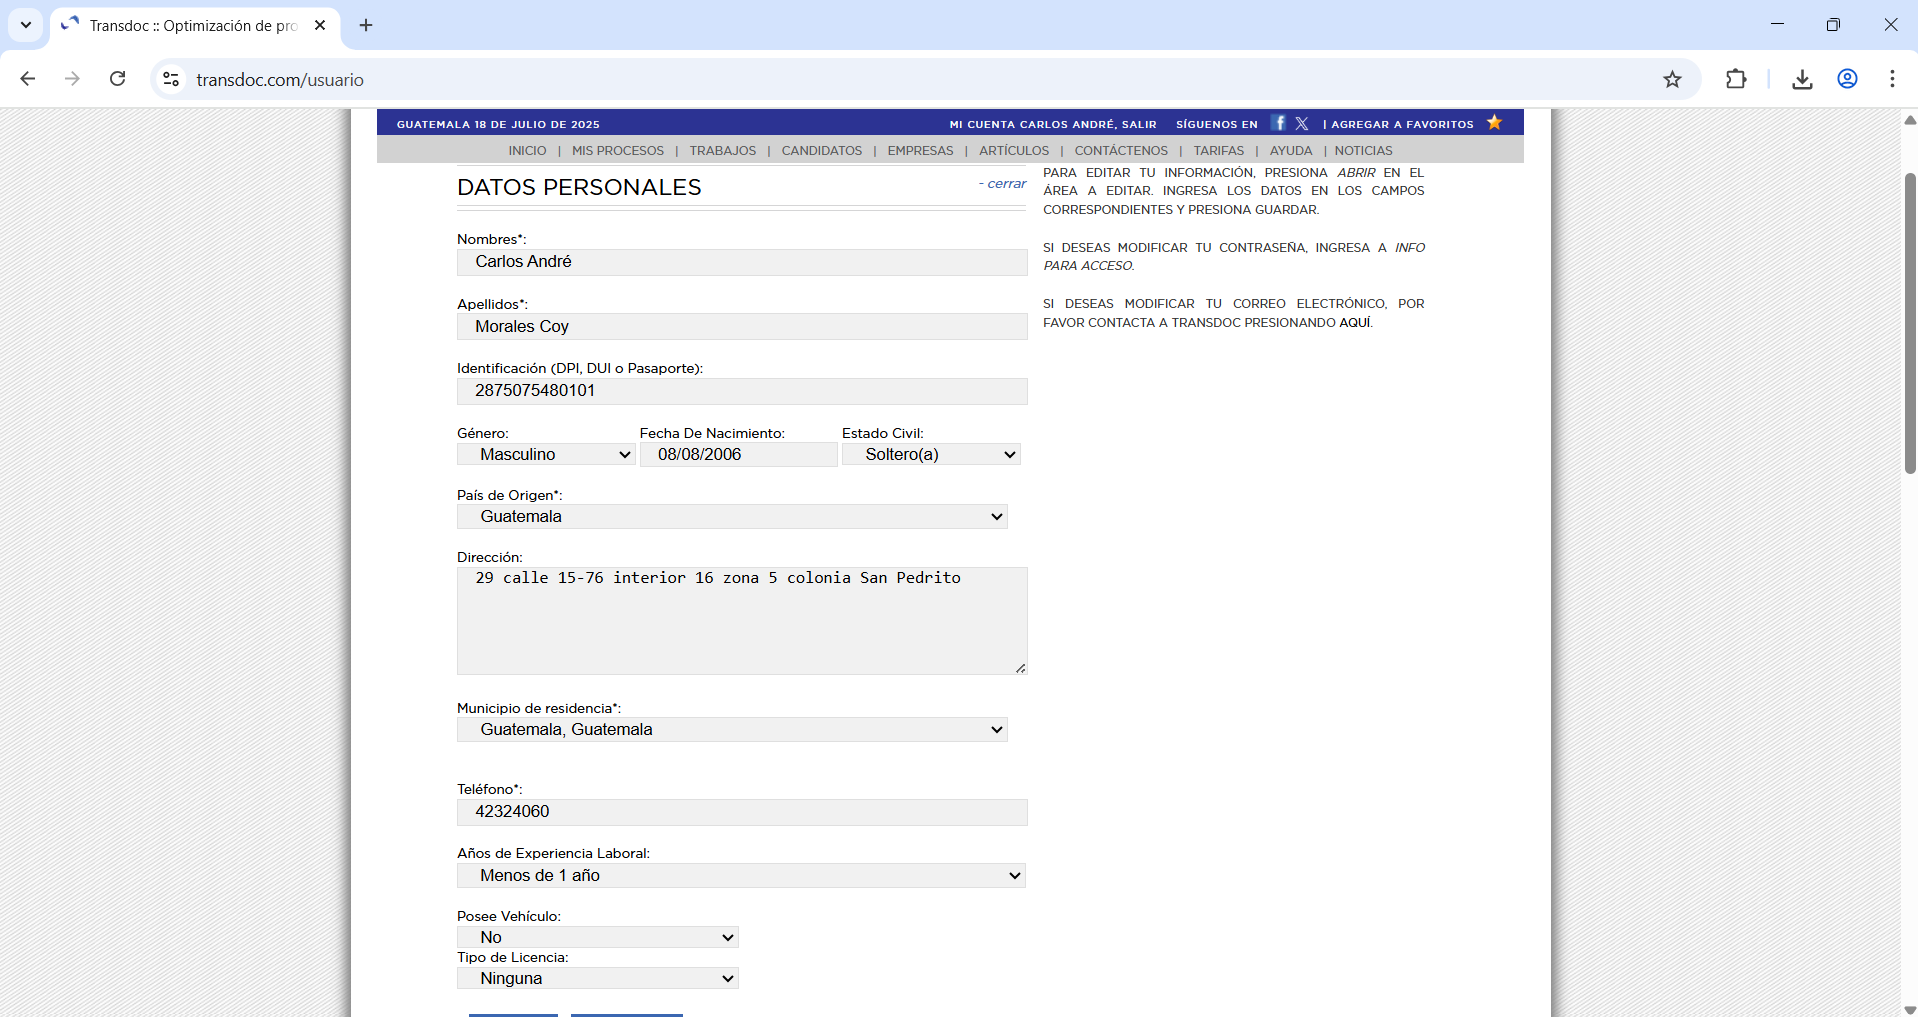 Transdoc :: Optimización de pro
transdoc.com/usuario
GUATEMALA 18 DE JULIO DE 2025
MI CUENTA CARLOS ANDRÉ, SALIR SÍGUENOS EN | AGREGAR A FAVORITOS
INICIO | MIS PROCESOS | TRABAJOS | CANDIDATOS | EMPRESAS | ARTÍCULOS | CONTÁCTENOS | TARIFAS | AYUDA | NOTICIAS
DATOS PERSONALES
- cerrar
Nombres*:
Carlos André
Apellidos*:
Morales Coy
Identificación (DPI, DUI o Pasaporte):
2875075480101
Género: Fecha De Nacimiento: Estado Civil:
Masculino 08/08/2006 Soltero(a)
País de Origen*:
Guatemala
Dirección:
29 calle 15-76 interior 16 zona 5 colonia San Pedrito
Municipio de residencia*:
Guatemala, Guatemala
Teléfono*:
42324060
Años de Experiencia Laboral:
Menos de 1 año
Posee Vehículo:
No
Tipo de Licencia:
Ninguna
PARA EDITAR TU INFORMACIÓN, PRESIONA ABRIR EN EL
ÁREA A EDITAR. INGRESA LOS DATOS EN LOS CAMPOS
CORRESPONDIENTES Y PRESIONA GUARDAR.
SI DESEAS MODIFICAR TU CONTRASEÑA, INGRESA A INFO
PARA ACCESO.
SI DESEAS MODIFICAR TU CORREO ELECTRÓNICO, POR
FAVOR CONTACTA A TRANSDOC PRESIONANDO AQUÍ.